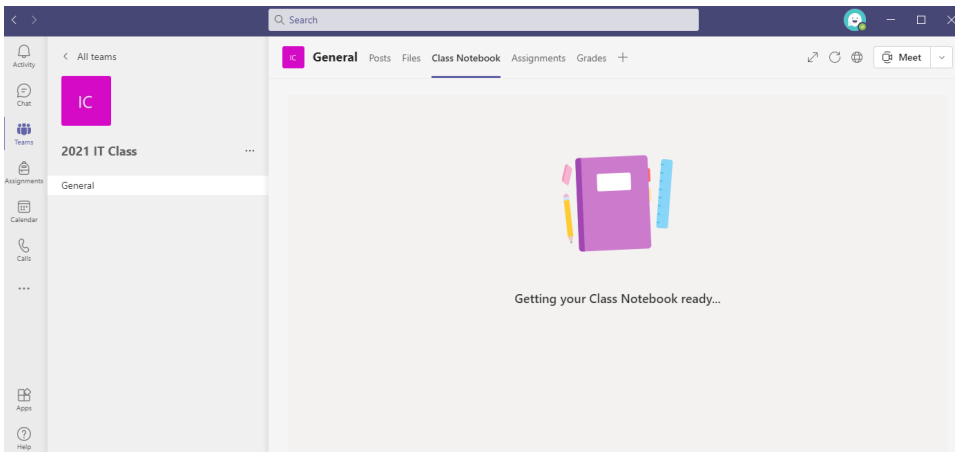 Search
Activity
Chat
Teams
Assignments
Calendar
Calls
Apps
Help
All teams
IC
2021 IT Class
General
IC General Posts Files Class Notebook Assignments Grades
Meet
Getting your Class Notebook ready...